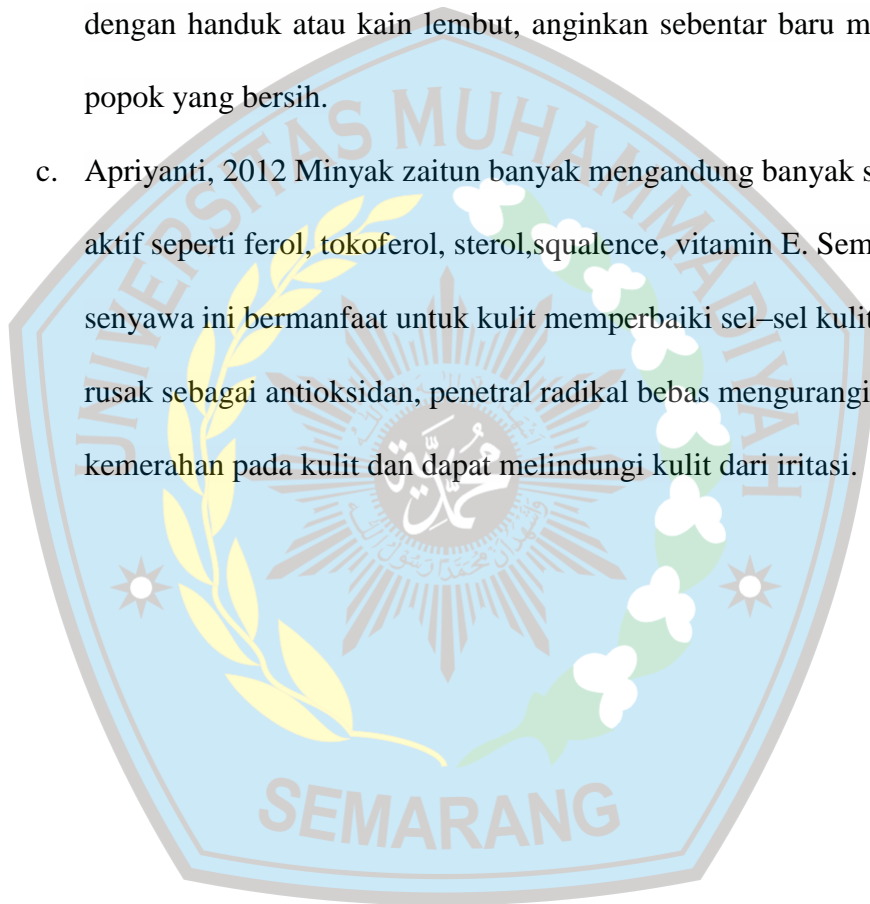 dengan handuk atau kain lembut, anginkan sebentar baru m
popok yang bersih.
c. Apriyanti, 2012 Minyak zaitun banyak mengandung banyak s
aktif seperti ferol, tokoferol, sterol,squalence, vitamin E. Sem
senyawa ini bermanfaat untuk kulit memperbaiki sel–sel kulit
rusak sebagai antioksidan, penetral radikal bebas mengurangi
kemerahan pada kulit dan dapat melindungi kulit dari iritasi.
UNIVERSITAS MUHAMMADIYAH
محمدية
SEMARANG